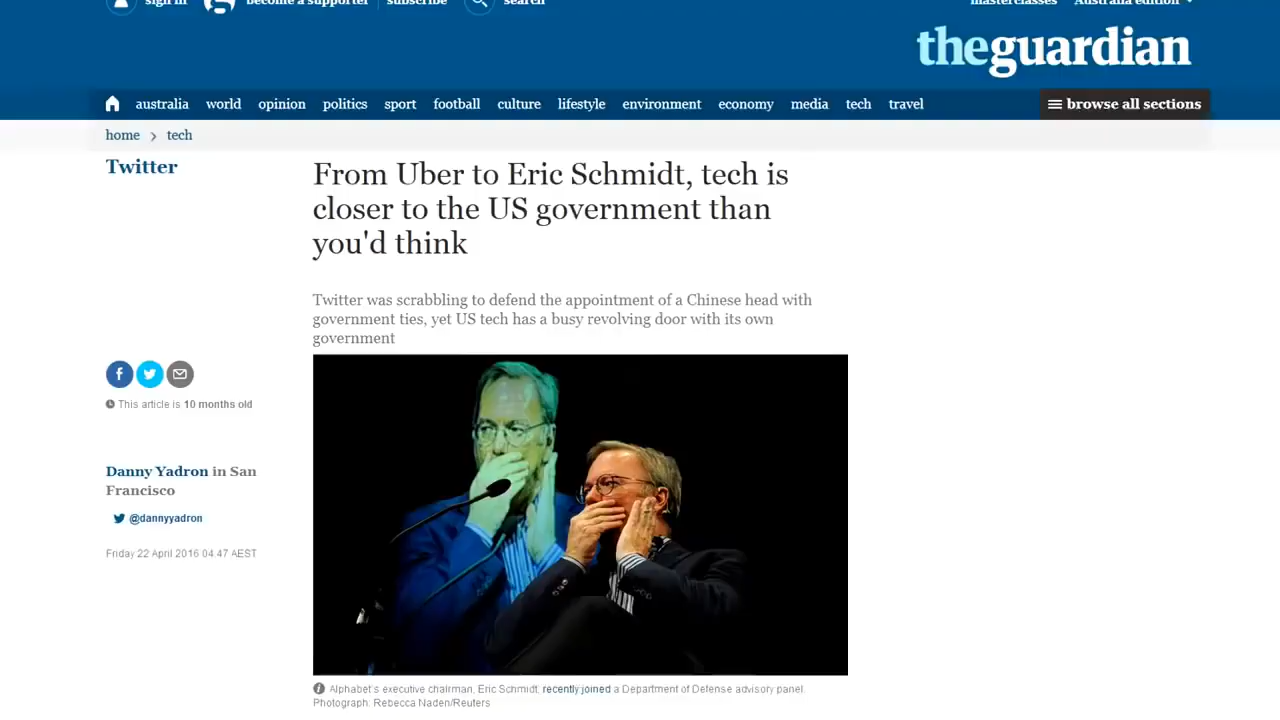 sign in
become a supporter
subscribe
search
masterclasses
Australia edition
theguardian
australia
world
opinion
politics
sport
football
culture
lifestyle
environment
economy
media
tech
travel
browse all sections
home
tech
Twitter
From Uber to Eric Schmidt, tech is
closer to the US government than
you'd think
Twitter was scrabbling to defend the appointment of a Chinese head with
government ties, yet US tech has a busy revolving door with its own
government
This article is 10 months old
Danny Yadron in San
Francisco
@dannyyadron
Friday 22 April 2016 04.47 AEST
Alphabet's executive chairman, Eric Schmidt, recently joined a Department of Defense advisory panel.
Photograph: Rebecca Naden/Reuters